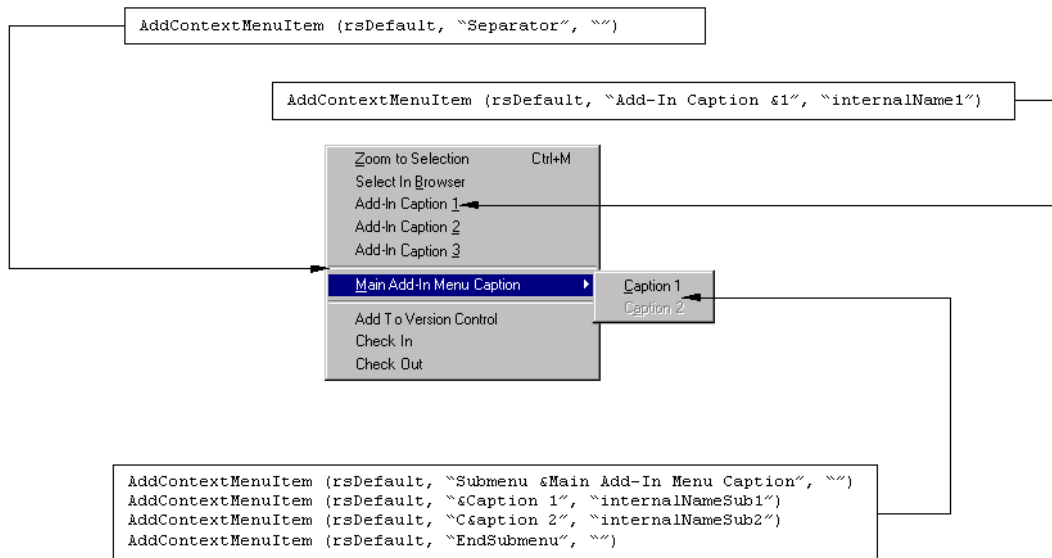 AddContextMenuItem (rsDefault, “Separator”, “”)
AddContextMenuItem (rsDefault, “Add-In Caption &1”, “internalName1”)
Zoom to Selection Ctrl+M
Select In Browser
Add-In Caption 1
Add-In Caption 2
Add-In Caption 3
Main Add-In Menu Caption
Caption 1
Caption 2
Add To Version Control
Check In
Check Out
AddContextMenuItem (rsDefault, “Submenu &Main Add-In Menu Caption”, “”)
AddContextMenuItem (rsDefault, “&Caption 1”, “internalNameSub1”)
AddContextMenuItem (rsDefault, “C&aption 2”, “internalNameSub2”)
AddContextMenuItem (rsDefault, “EndSubmenu”, “”)